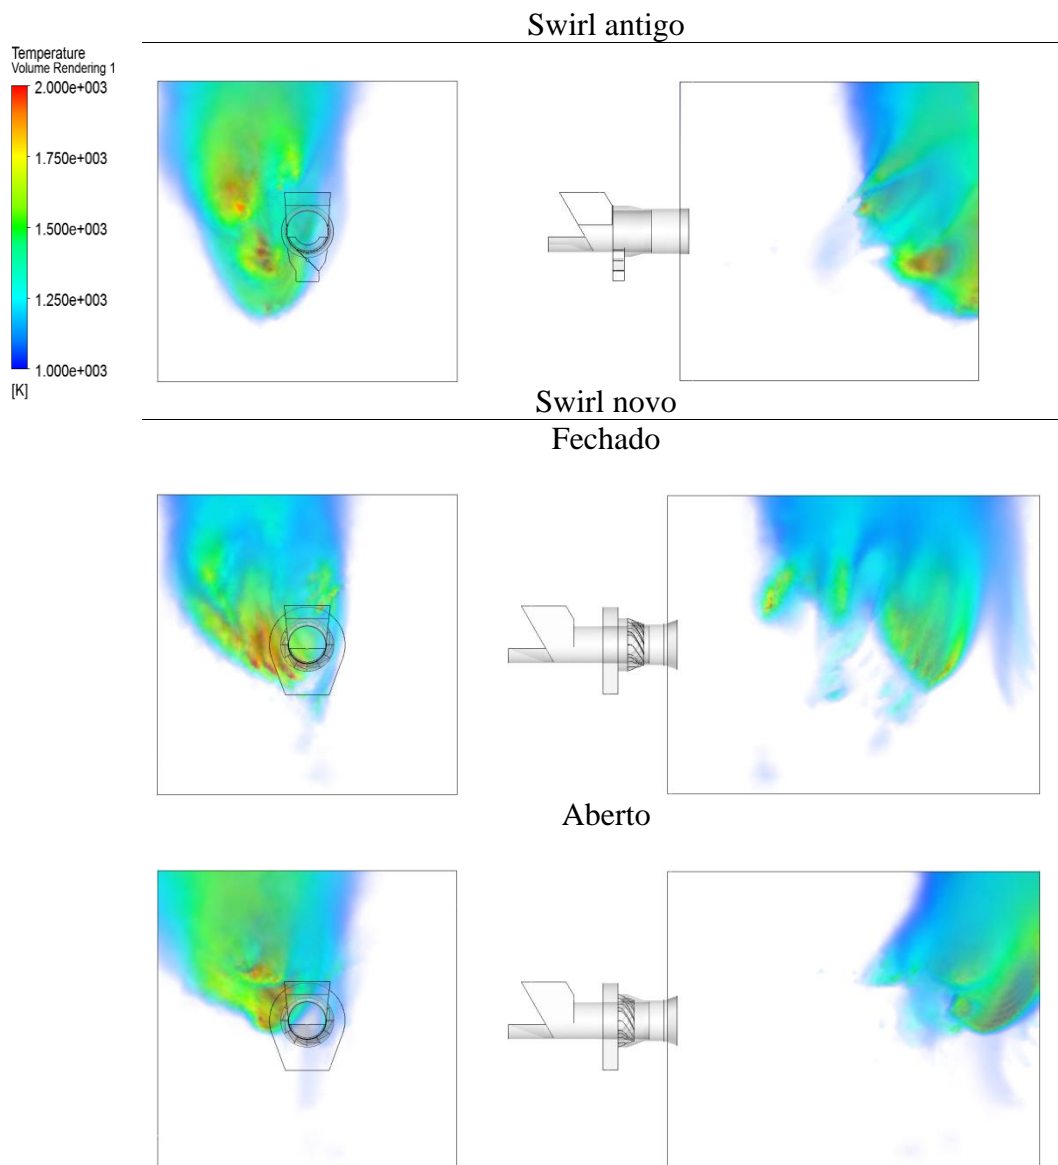 Swirl antigo
Temperature
Volume Rendering 1
2.000e+003
1.750e+003
1.500e+003
1.250e+003
1.000e+003
[K]
Swirl novo
Fechado
Aberto